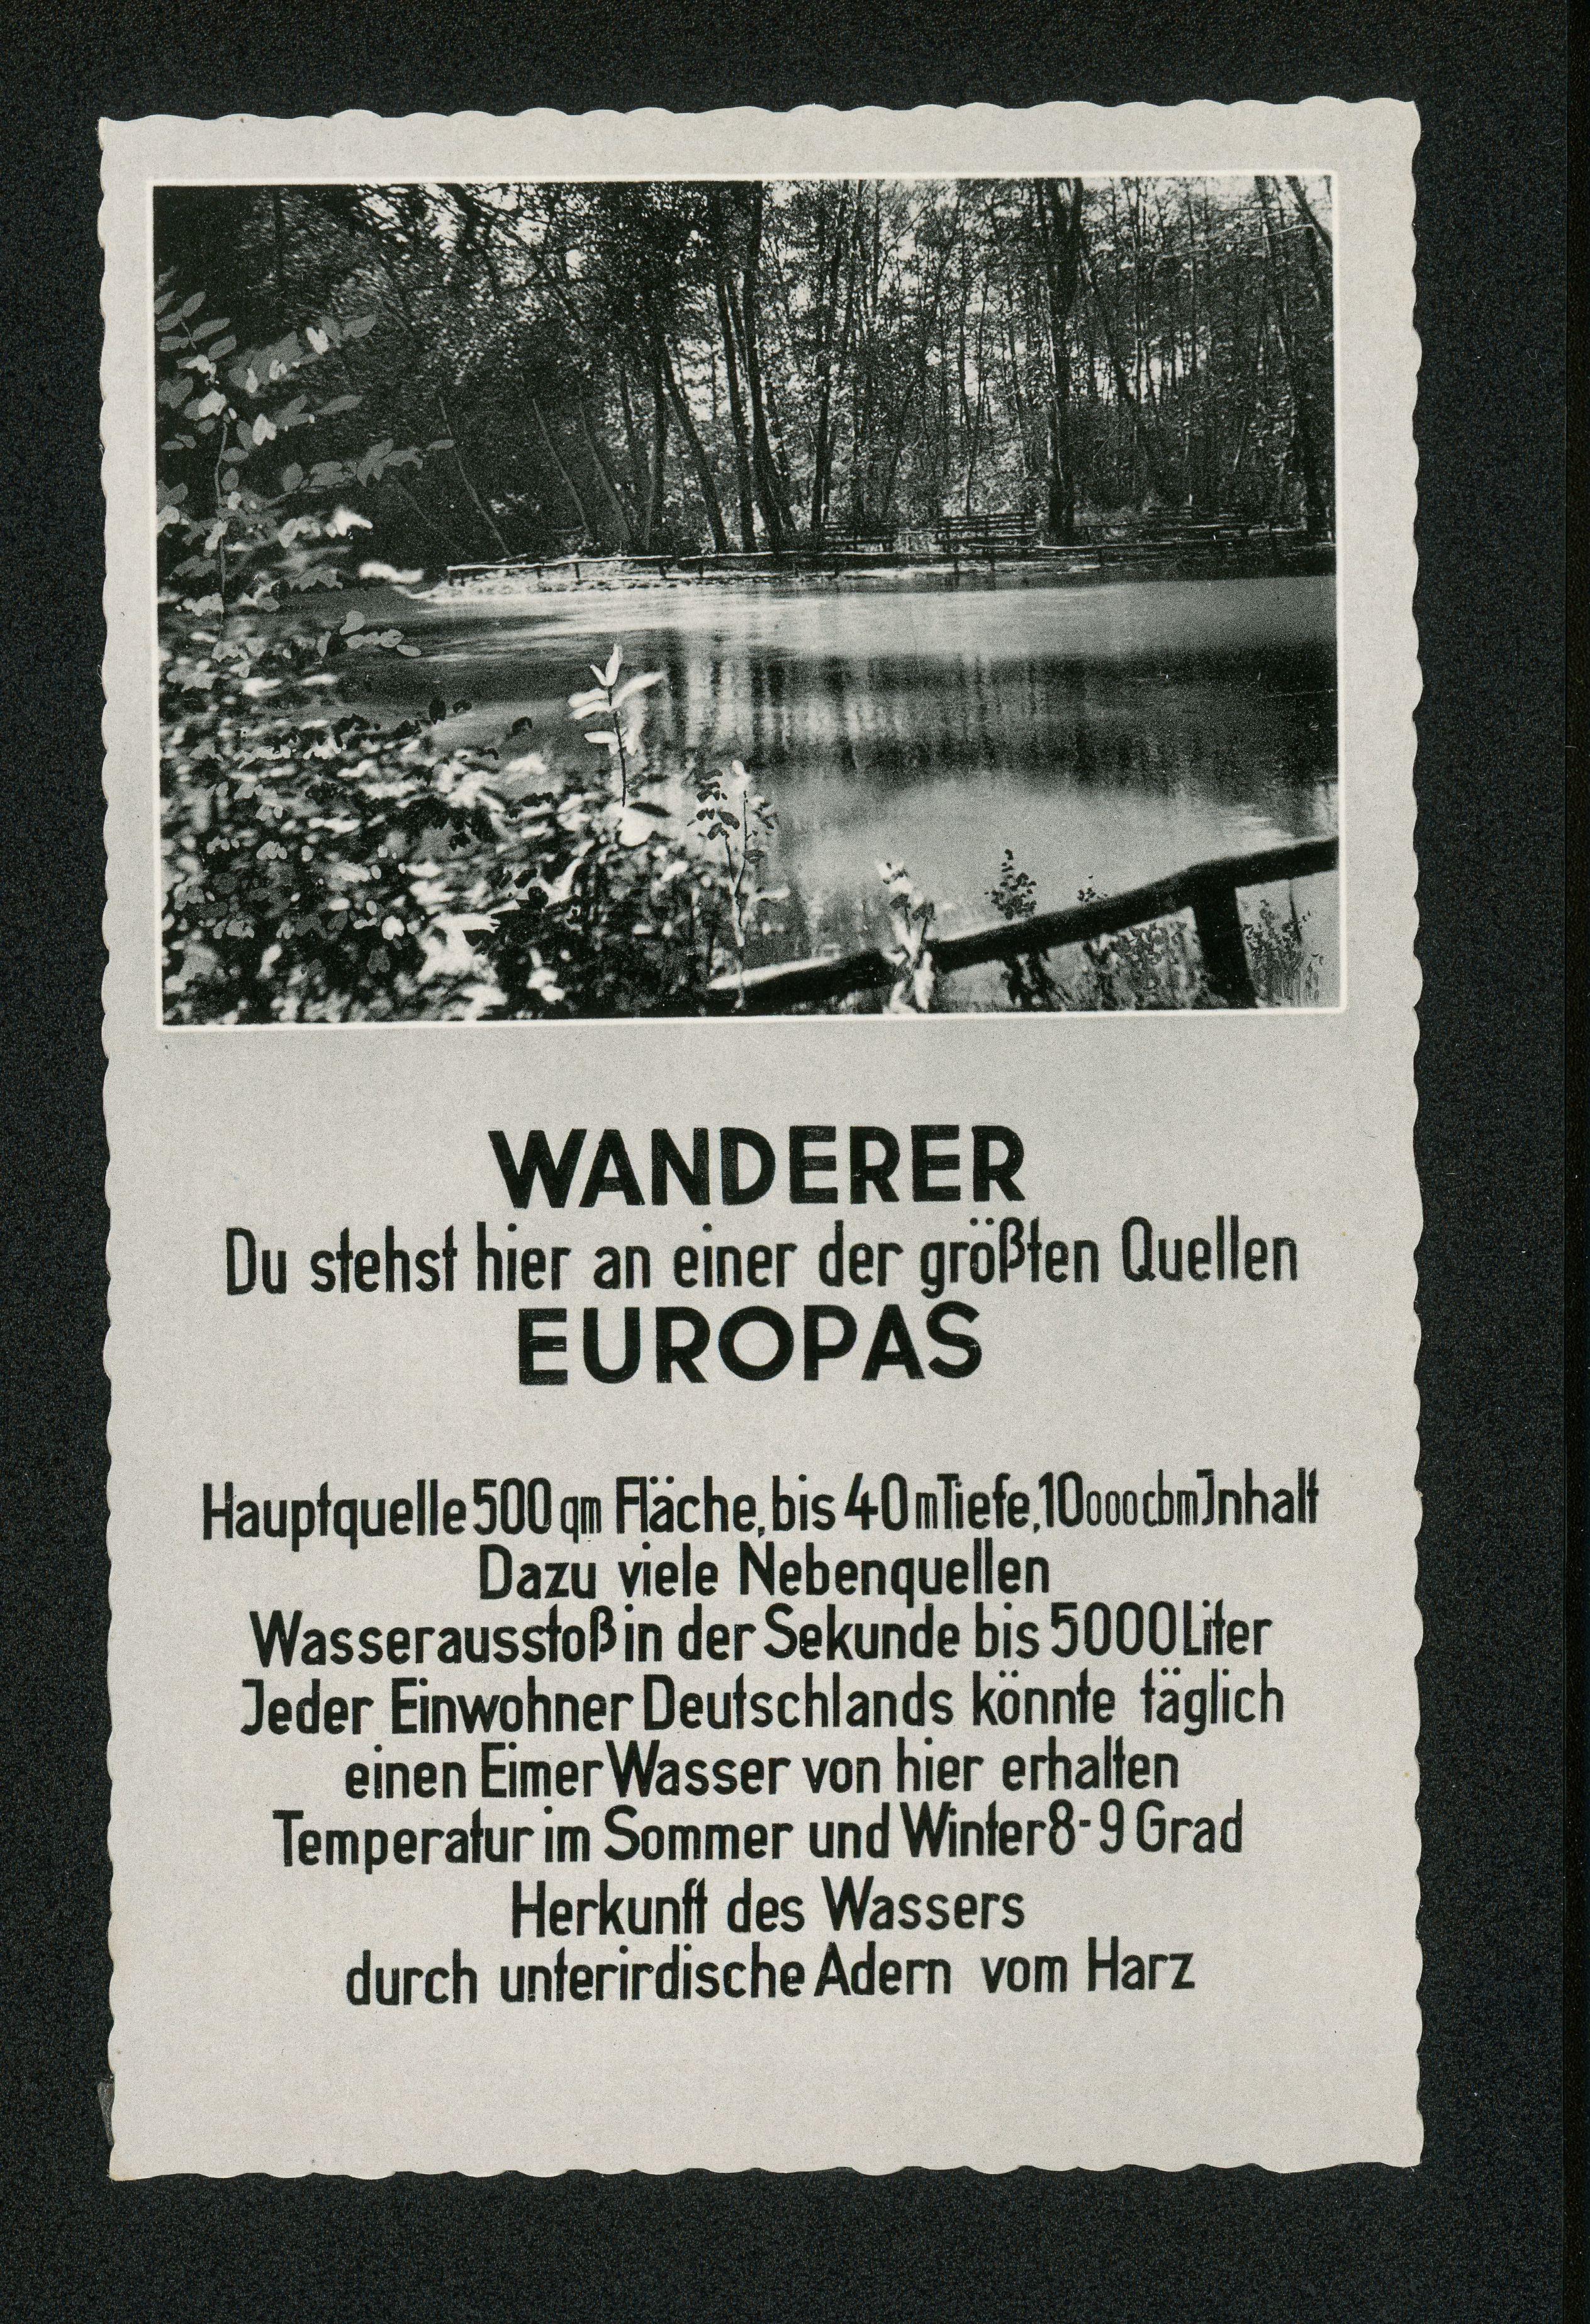 WANDERER
Du stehst hier an einer der größten Quellen
EUROPAS
Hauptquelle 500 qm Fläche, bis 40 m Tiefe, 10000 cbm Jnhalt
Dazu viele Nebenquellen
Wasserausstoß in der Sekunde bis 5000 Liter
Jeder Einwohner Deutschlands könnte täglich
einen Eimer Wasser von hier erhalten
Temperatur im Sommer und Winter 8-9 Grad
Herkunft des Wassers
durch unterirdische Adern vom Harz